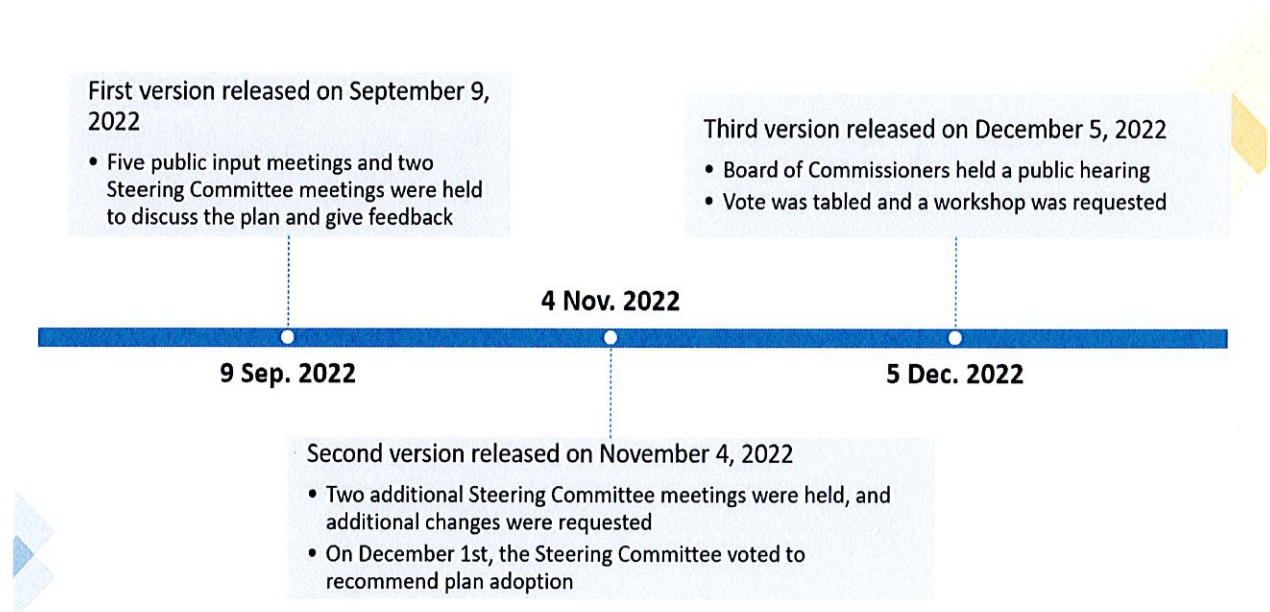 First version released on September 9,
2022
• Five public input meetings and two
Steering Committee meetings were held
to discuss the plan and give feedback
Third version released on December 5, 2022
• Board of Commissioners held a public hearing
• Vote was tabled and a workshop was requested
4 Nov. 2022
9 Sep. 2022
5 Dec. 2022
Second version released on November 4, 2022
• Two additional Steering Committee meetings were held, and
additional changes were requested
• On December 1st, the Steering Committee voted to
recommend plan adoption